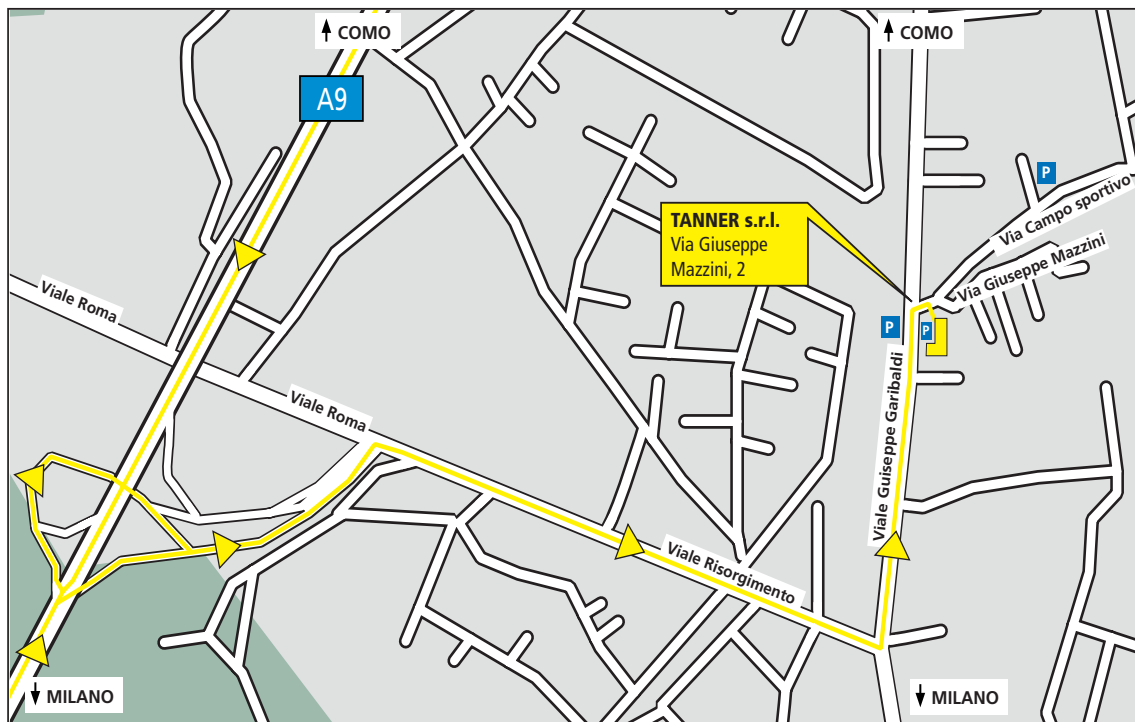 COMO
COMO
A9
P
Via Campo sportivo
TANNER s.r.l.
Via Giuseppe
Mazzini, 2
Via Giuseppe Mazzini
Viale Roma
P
P
Viale Guiseppe Garibaldi
Viale Roma
Viale Risorgimento
MILANO
MILANO